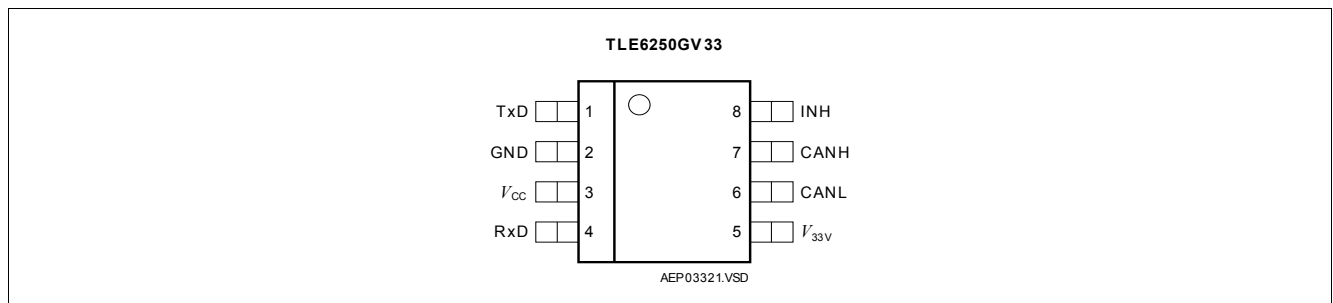 TLE6250GV33
TxD 1 8 INH
GND 2 7 CANH
VCC 3 6 CANL
RxD 4 5 V33V
AEP03321.VSD